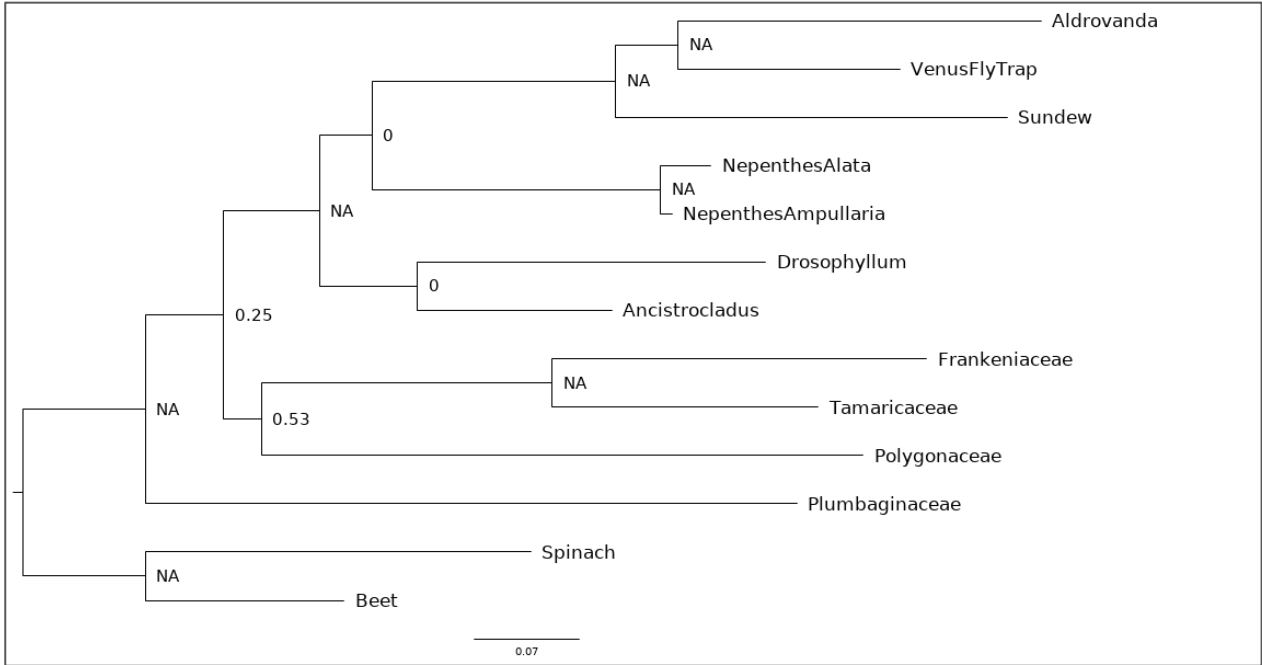 Aldrovanda
NA
VenusFlyTrap
NA
Sundew
0
NepenthesAlata
NA
NA
NepenthesAmpullaria
Drosophyllum
0
Ancistrocladus
0.25
Frankeniaceae
NA
Tamaricaceae
NA
0.53
Polygonaceae
Plumbaginaceae
Spinach
NA
Beet
0.07